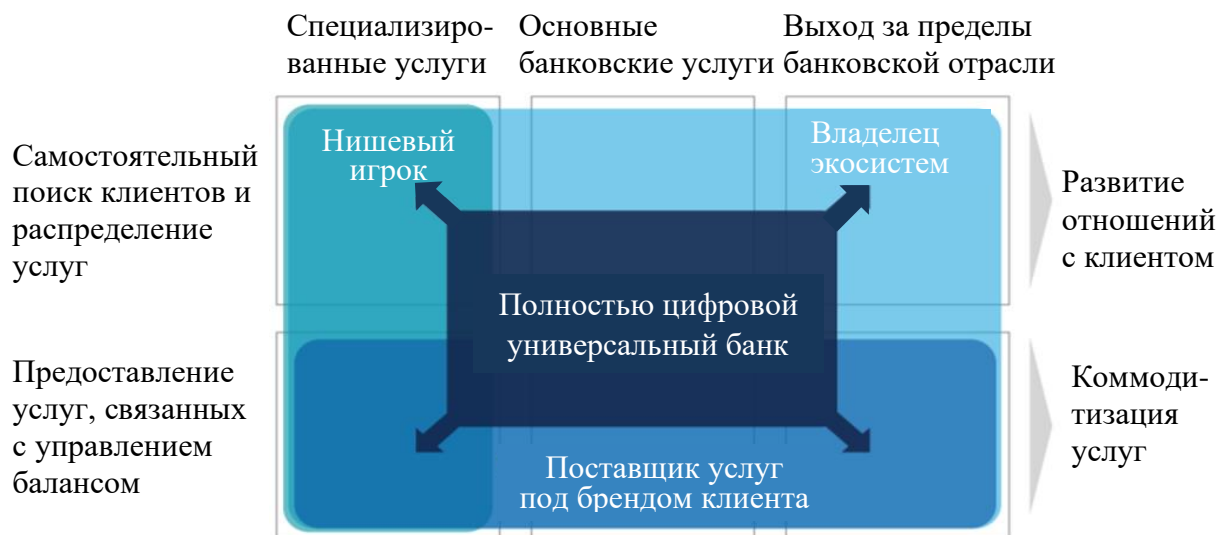 Специализиро-
ванные услуги
Основные
банковские услуги
Выход за пределы
банковской отрасли
Самостоятельный
поиск клиентов и
распределение
услуг
Нишевый
игрок
Владелец
экосистем
Развитие
отношений
с клиентом
Полностью цифровой
универсальный банк
Предоставление
услуг, связанных
с управлением
балансом
Коммоди-
тизация
услуг
Поставщик услуг
под брендом клиента